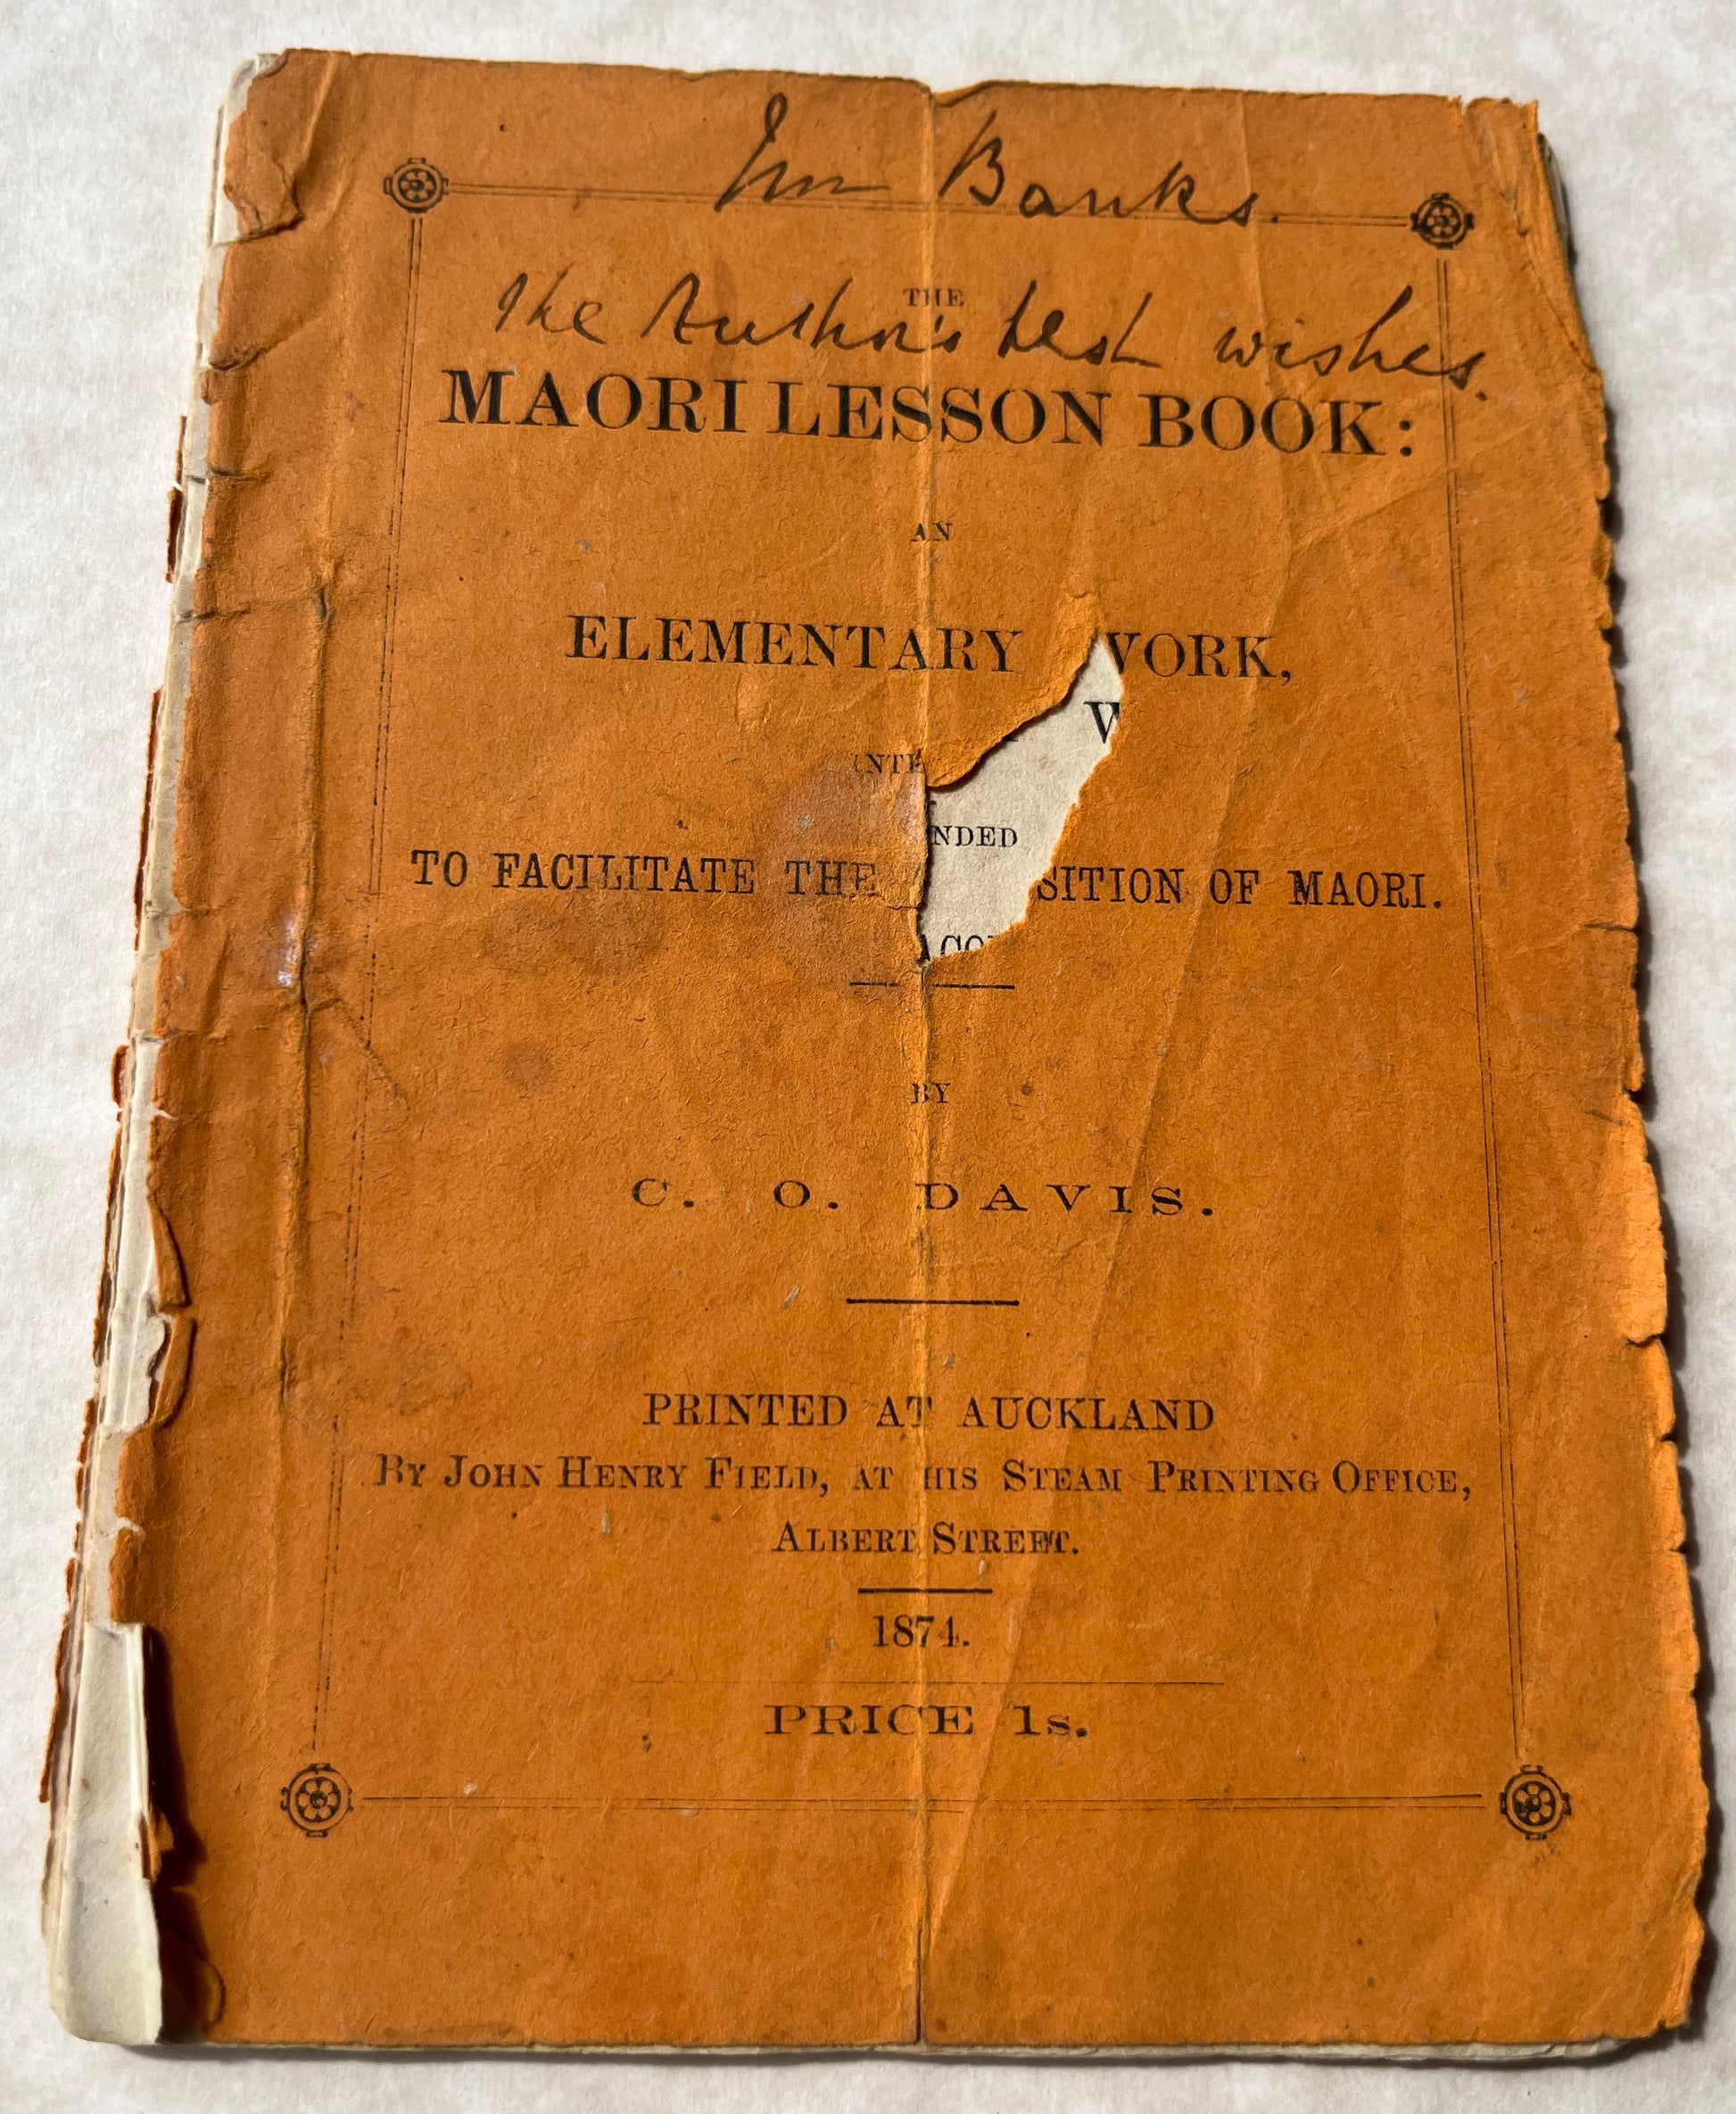 Banks.
The Author's best wishes.
THE
MAORI LESSON BOOK:
AN
ELEMENTARY WORK,
W
INTE
NDED
TO FACILITATE THE SITION OF MAORI.
ACQ
BY
C. O. DAVIS.
PRINTED AT AUCKLAND
BY JOHN HENRY FIELD, AT HIS STEAM PRINTING OFFICE,
ALBERT STREET.
1874.
PRICE 1s.